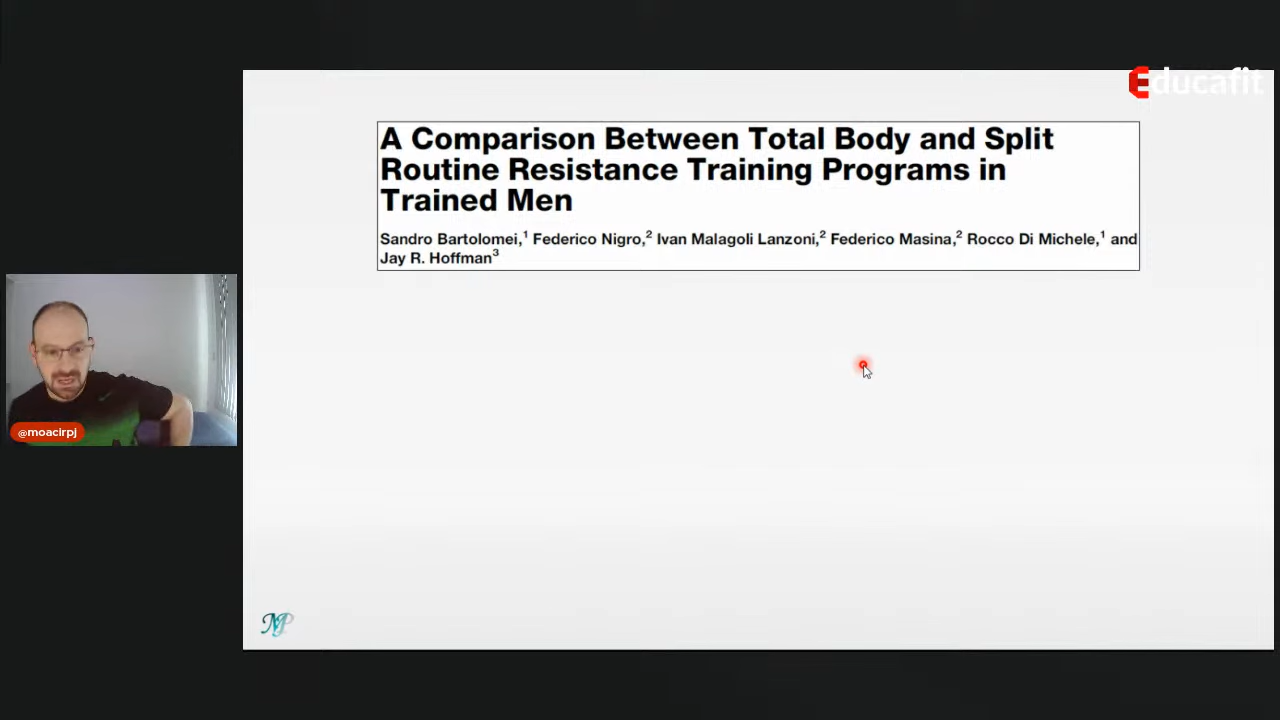 Educafit
A Comparison Between Total Body and Split
Routine Resistance Training Programs in
Trained Men
Sandro Bartolomei,1 Federico Nigro,2 Ivan Malagoli Lanzoni,2 Federico Masina,2 Rocco Di Michele,1 and
Jay R. Hoffman3
@moacirpj
MP